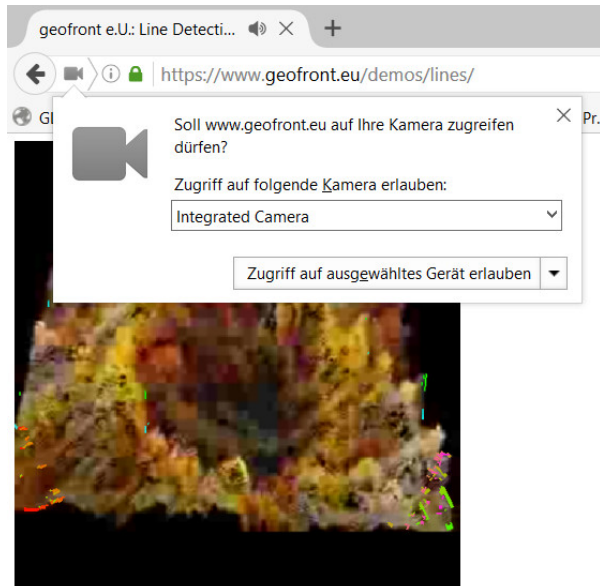 geofront e.U.: Line Detecti...
https://www.geofront.eu/demos/lines/
Soll www.geofront.eu auf Ihre Kamera zugreifen
dürfen?
Pr.
Zugriff auf folgende Kamera erlauben:
Integrated Camera
Zugriff auf ausgewähltes Gerät erlauben